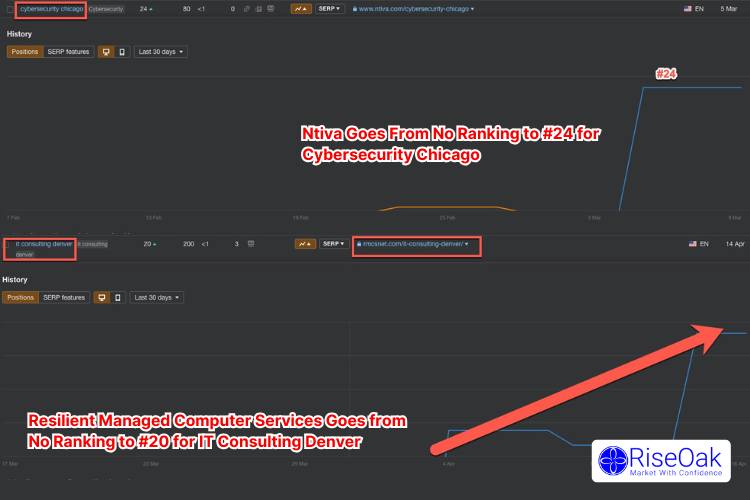 cybersecurity chicago Cybersecurity 24 80 <1 0 SERP www.ntiva.com/cybersecurity-chicago EN 5 Mar
History
Positions SERP features Last 30 days
#24
Ntiva Goes From No Ranking to #24 for
Cybersecurity Chicago
7 Feb 13 Feb 19 Feb 25 Feb 3 Mar 9 Mar
it consulting denver it consulting 20 200 <1 3 SERP rmcsnet.com/it-consulting-denver/ EN 14 Apr
denver
History
Positions SERP features Last 30 days
Resilient Managed Computer Services Goes from
No Ranking to #20 for IT Consulting Denver
RiseOak
Market With Confidence
17 Mar 23 Mar 29 Mar 4 Apr 16 Apr